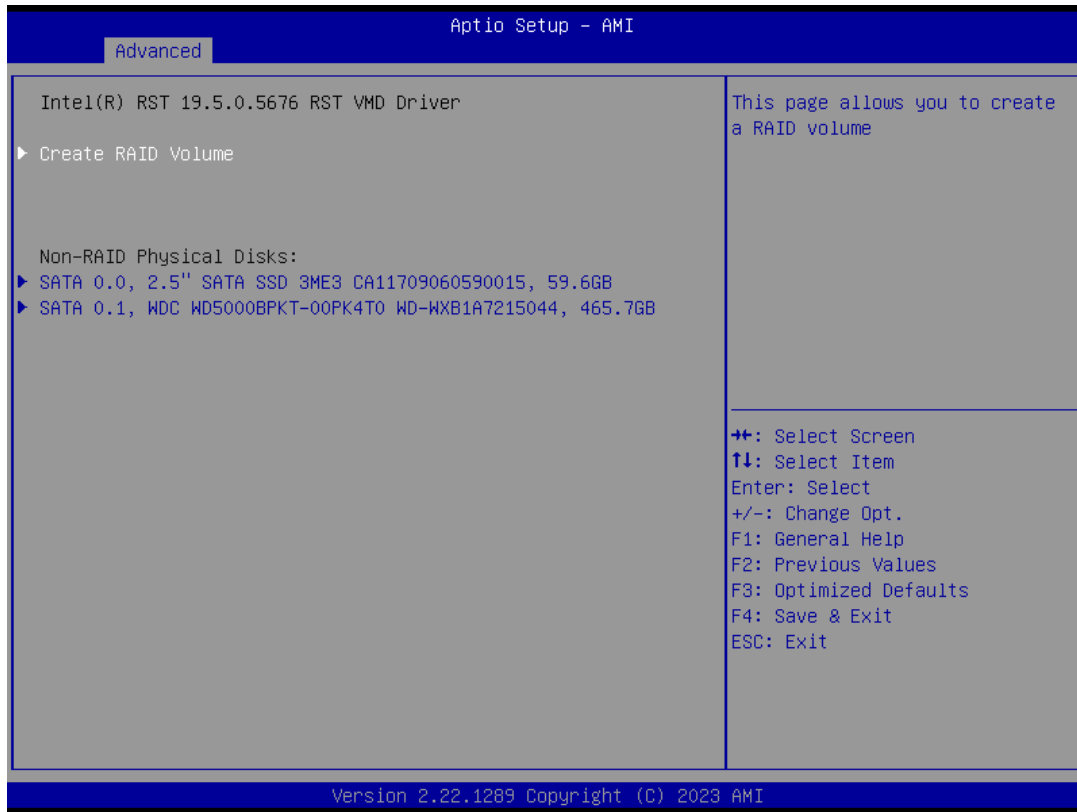 Aptio Setup – AMI
Advanced
Intel(R) RST 19.5.0.5676 RST VMD Driver
▶ Create RAID Volume
Non-RAID Physical Disks:
▶ SATA 0.0, 2.5" SATA SSD 3ME3 CA11709060590015, 59.6GB
▶ SATA 0.1, WDC WD5000BPKT-00PK4T0 WD-WXB1A7215044, 465.7GB
This page allows you to create
a RAID volume
→←: Select Screen
↑↓: Select Item
Enter: Select
+/-: Change Opt.
F1: General Help
F2: Previous Values
F3: Optimized Defaults
F4: Save & Exit
ESC: Exit
Version 2.22.1289 Copyright (C) 2023 AMI